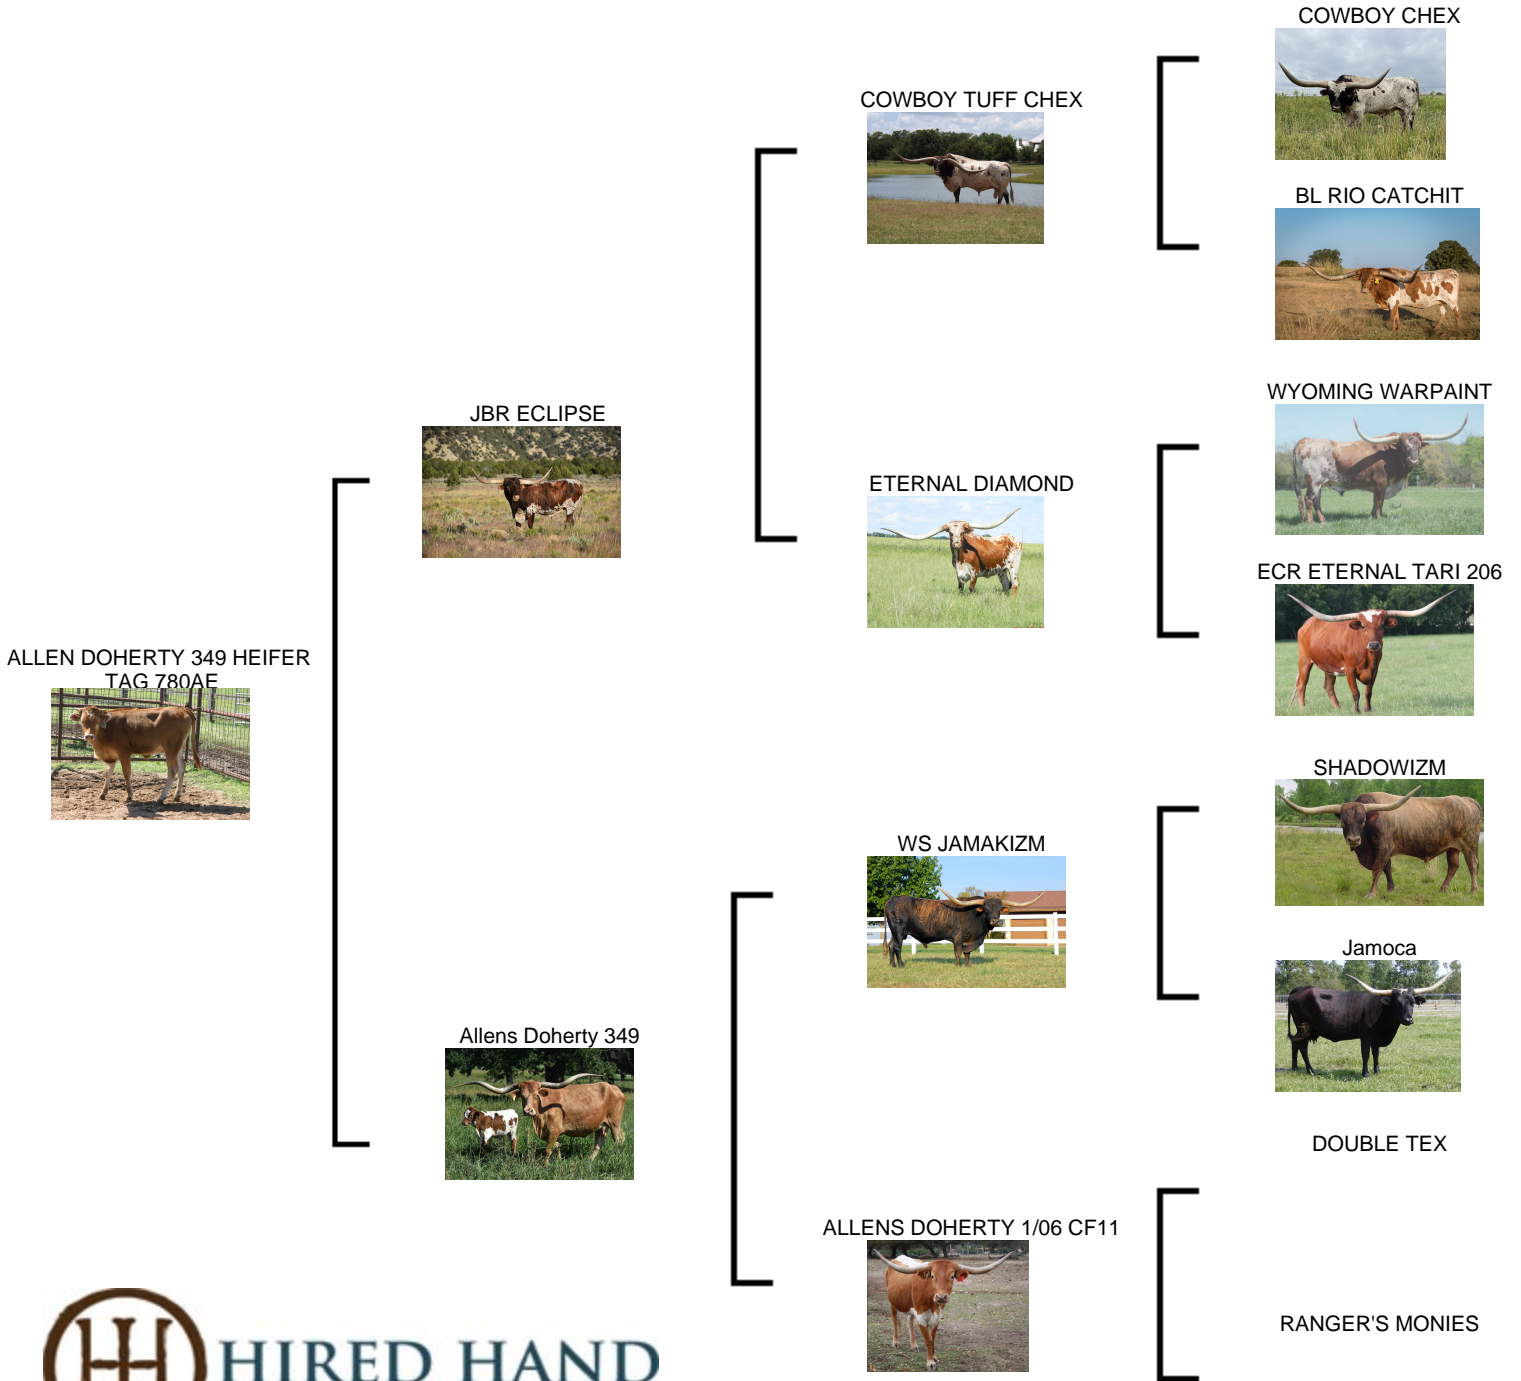 COWBOY CHEX
COWBOY TUFF CHEX
BL RIO CATCHIT
WYOMING WARPAINT
JBR ECLIPSE
ETERNAL DIAMOND
ECR ETERNAL TARI 206
ALLEN DOHERTY 349 HEIFER
TAG 780AE
SHADOWIZM
WS JAMAKIZM
Jamoca
Allens Doherty 349
DOUBLE TEX
ALLENS DOHERTY 1/06 CF11
RANGER'S MONIES
HIRED HAND